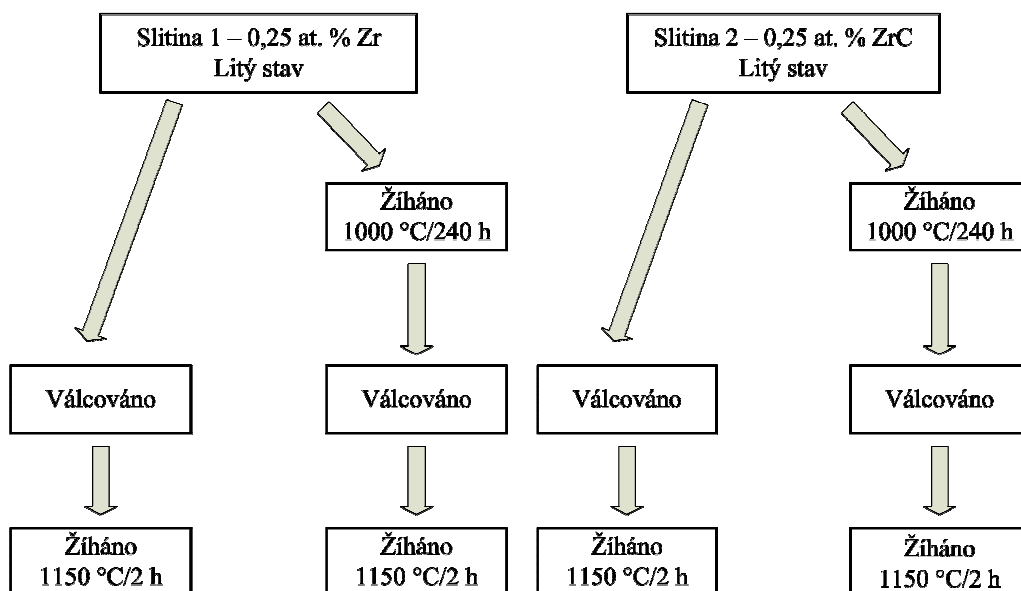 Slitina 1 – 0,25 at. % Zr
Litý stav
Slitina 2 – 0,25 at. % ZrC
Litý stav
Žíháno
1000 °C/240 h
Žíháno
1000 °C/240 h
Válcováno
Válcováno
Válcováno
Válcováno
Žíháno
1150 °C/2 h
Žíháno
1150 °C/2 h
Žíháno
1150 °C/2 h
Žíháno
1150 °C/2 h